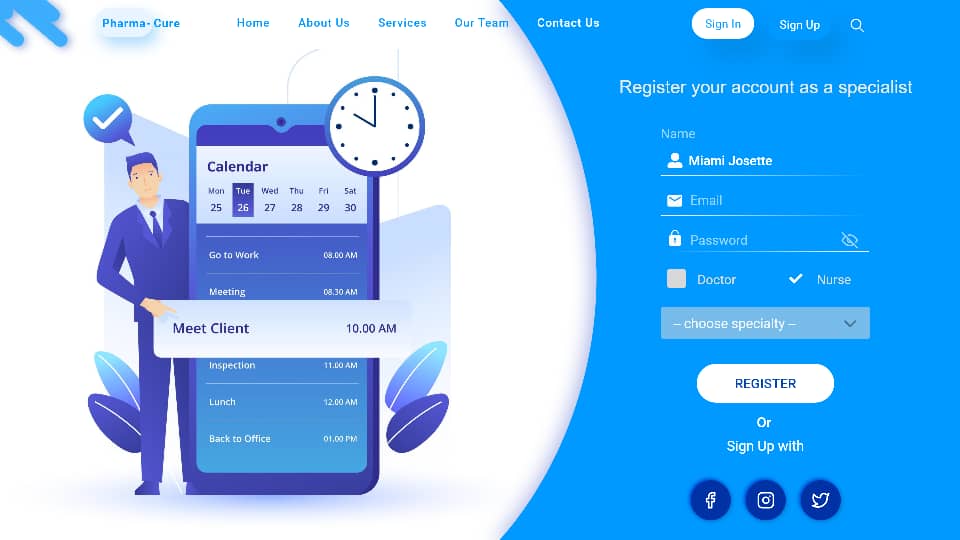 Pharma- Cure Home About Us Services Our Team Contact Us Sign In Sign Up
Calendar
Mon Tue Wed Thu Fri Sat
25 26 27 28 29 30
Go to Work 08.00 AM
Meeting 08.30 AM
Meet Client 10.00 AM
Inspection 11.00 AM
Lunch 12.00 AM
Back to Office 01.00 PM
Register your account as a specialist
Name
Miami Josette
Email
Password
Doctor Nurse
-- choose specialty --
REGISTER
Or
Sign Up with